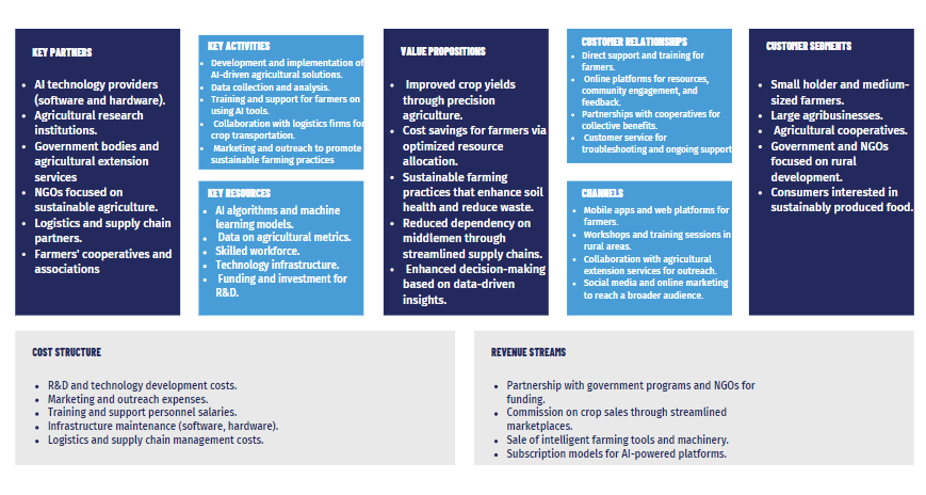 KEY PARTNERS
• AI technology providers
(software and hardware).
• Agricultural research
institutions.
• Government bodies and
agricultural extension
services
• NGOs focused on
sustainable agriculture.
• Logistics and supply chain
partners.
• Farmers' cooperatives and
associations
KEY ACTIVITIES
• Development and implementation of
AI-driven agricultural solutions.
• Data collection and analysis.
• Training and support for farmers on
using AI tools.
• Collaboration with logistics firms for
crop transportation.
• Marketing and outreach to promote
sustainable farming practices
KEY RESOURCES
• AI algorithms and machine
learning models.
• Data on agricultural metrics.
• Skilled workforce.
• Technology infrastructure.
• Funding and investment for
R&D.
VALUE PROPOSITIONS
• Improved crop yields
through precision
agriculture.
• Cost savings for farmers via
optimized resource
allocation.
• Sustainable farming
practices that enhance soil
health and reduce waste.
• Reduced dependency on
middlemen through
streamlined supply chains.
• Enhanced decision-making
based on data-driven
insights.
CUSTOMER RELATIONSHIPS
• Direct support and training for
farmers.
• Online platforms for resources,
community engagement, and
feedback.
• Partnerships with cooperatives for
collective benefits.
• Customer service for
troubleshooting and ongoing support
CHANNELS
• Mobile apps and web platforms for
farmers.
• Workshops and training sessions in
rural areas.
• Collaboration with agricultural
extension services for outreach.
• Social media and online marketing
to reach a broader audience.
CUSTOMER SEGMENTS
• Small holder and medium-
sized farmers.
• Large agribusinesses.
• Agricultural cooperatives.
• Government and NGOs
focused on rural
development.
• Consumers interested in
sustainably produced food.
COST STRUCTURE
• R&D and technology development costs.
• Marketing and outreach expenses.
• Training and support personnel salaries.
• Infrastructure maintenance (software, hardware).
• Logistics and supply chain management costs.
REVENUE STREAMS
• Partnership with government programs and NGOs for
funding.
• Commission on crop sales through streamlined
marketplaces.
• Sale of intelligent farming tools and machinery.
• Subscription models for AI-powered platforms.